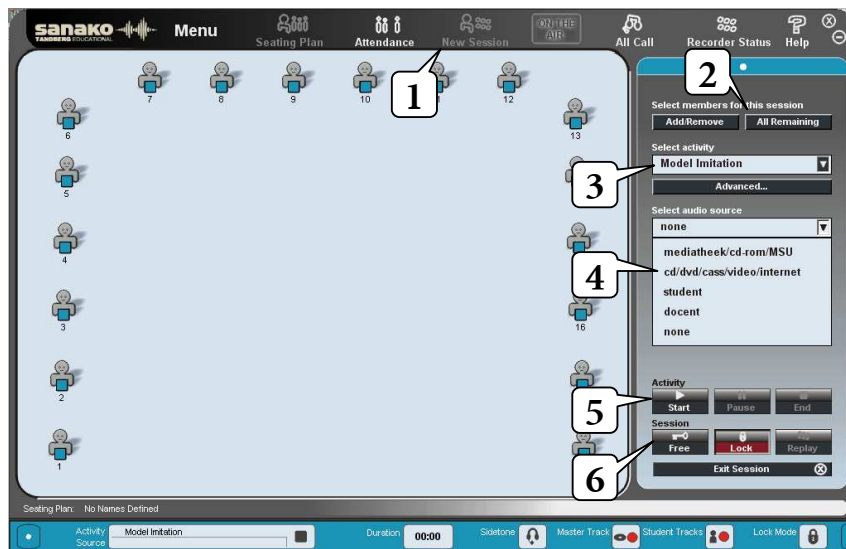 sanako
TANDBERG EDUCATIONAL
Menu
Seating Plan
Attendance
New Session
ON THE AIR
All Call
Recorder Status
Help
7 8 9 10 12
6 13
5
4
3 16
2
1
1
2
3
4
5
6
Select members for this session
Add/Remove All Remaining
Select activity
Model Imitation
Advanced...
Select audio source
none
mediatheek/cd-rom/MSU
cd/dvd/cass/video/internet
student
docent
none
Activity
Start Pause End
Session
Free Lock Replay
Exit Session
Seating Plan: No Names Defined
Activity Model Imitation
Source
Duration 00:00
Sidetone
Master Track
Student Tracks
Lock Mode